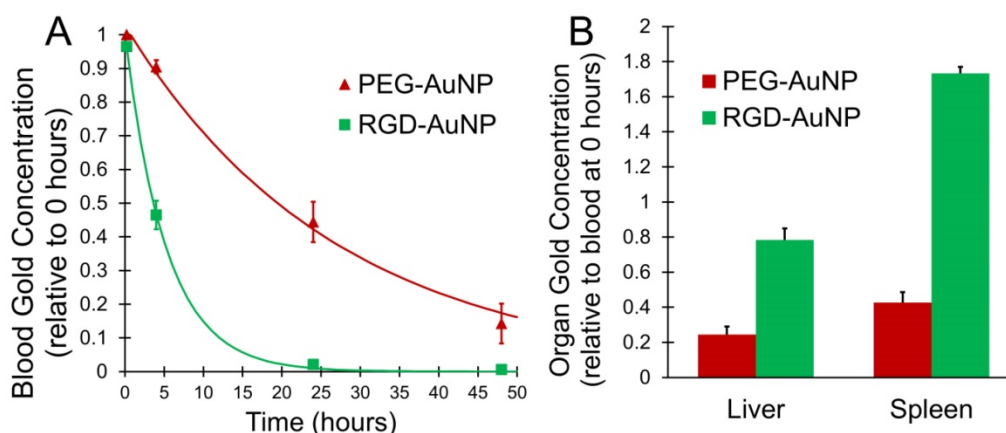 A
Blood Gold Concentration
(relative to 0 hours)
1
0.9
0.8
0.7
0.6
0.5
0.4
0.3
0.2
0.1
0
PEG-AuNP
RGD-AuNP
0 5 10 15 20 25 30 35 40 45 50
Time (hours)
B
Organ Gold Concentration
(relative to blood at 0 hours)
2
1.8
1.6
1.4
1.2
1
0.8
0.6
0.4
0.2
0
PEG-AuNP
RGD-AuNP
Liver Spleen